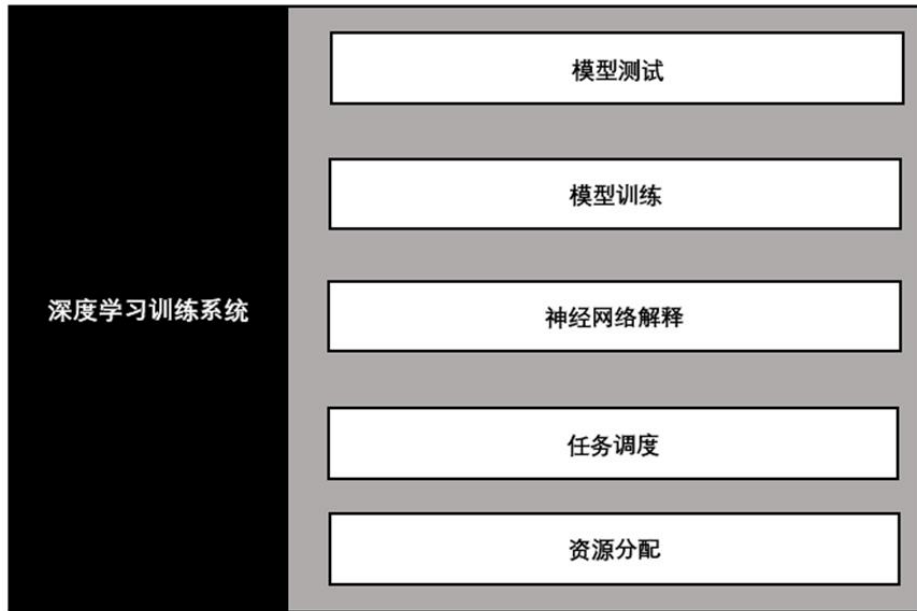 深度学习训练系统
模型测试
模型训练
神经网络解释
任务调度
资源分配